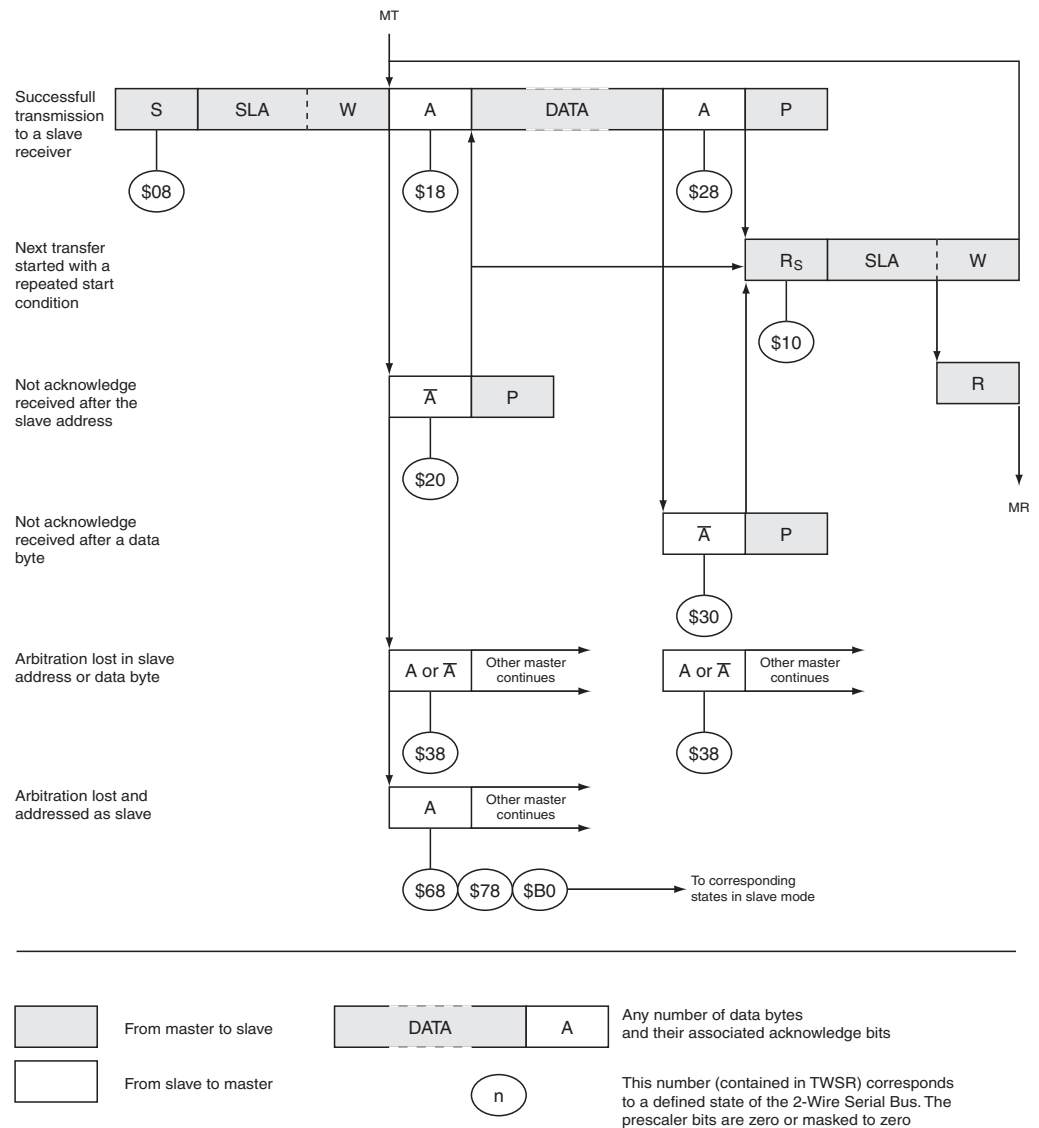 MT
Successfull
transmission
to a slave
receiver
S SLA W A DATA A P
$08 $18 $28
Next transfer
started with a
repeated start
condition
RS SLA W
$10
Not acknowledge
received after the
slave address
A̅ P
R
$20
MR
Not acknowledge
received after a data
byte
A̅ P
$30
Arbitration lost in slave
address or data byte
A or A̅
Other master
continues
A or A̅
Other master
continues
$38 $38
Arbitration lost and
addressed as slave
A
Other master
continues
$68 $78 $B0
To corresponding
states in slave mode
From master to slave
DATA A
Any number of data bytes
and their associated acknowledge bits
From slave to master
n
This number (contained in TWSR) corresponds
to a defined state of the 2-Wire Serial Bus. The
prescaler bits are zero or masked to zero